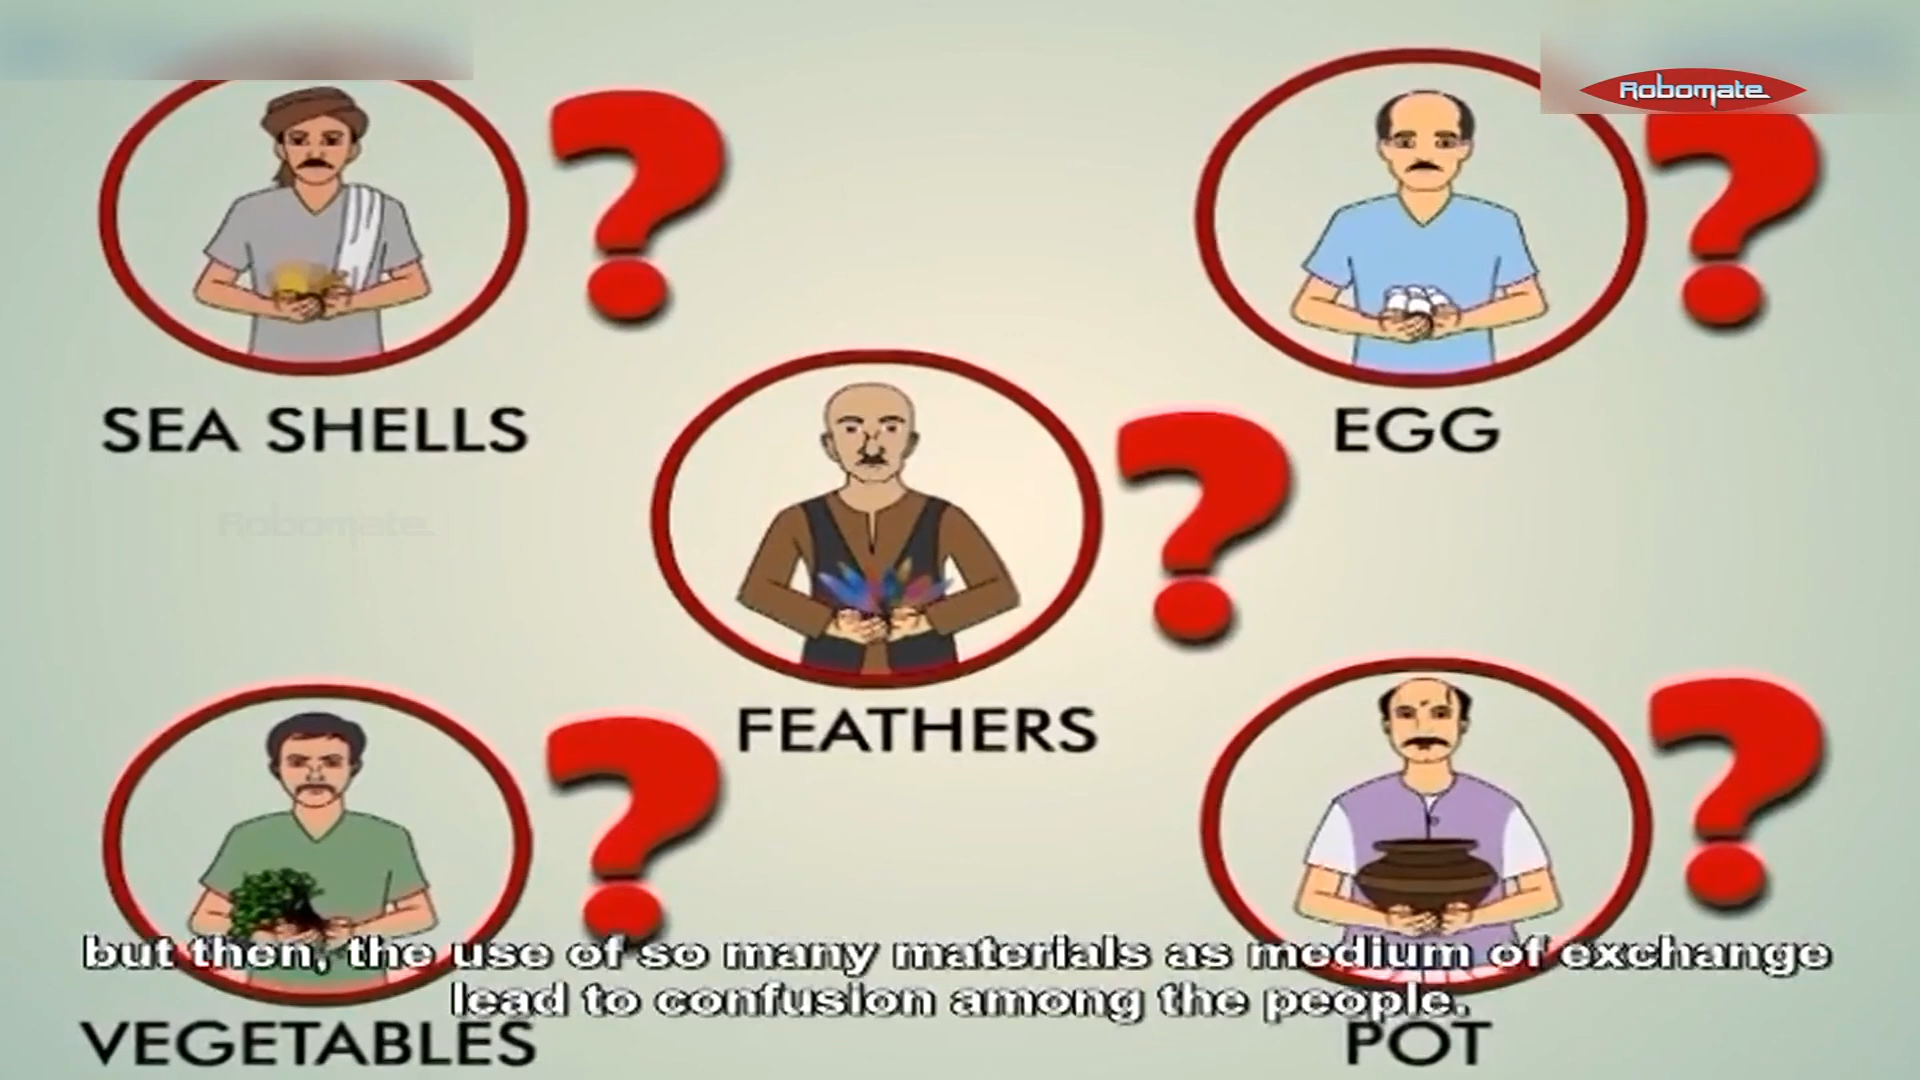 Robomate
SEA SHELLS
EGG
Robomate
FEATHERS
but then, the use of so many materials as medium of exchange
lead to confusion among the people.
VEGETABLES
POT